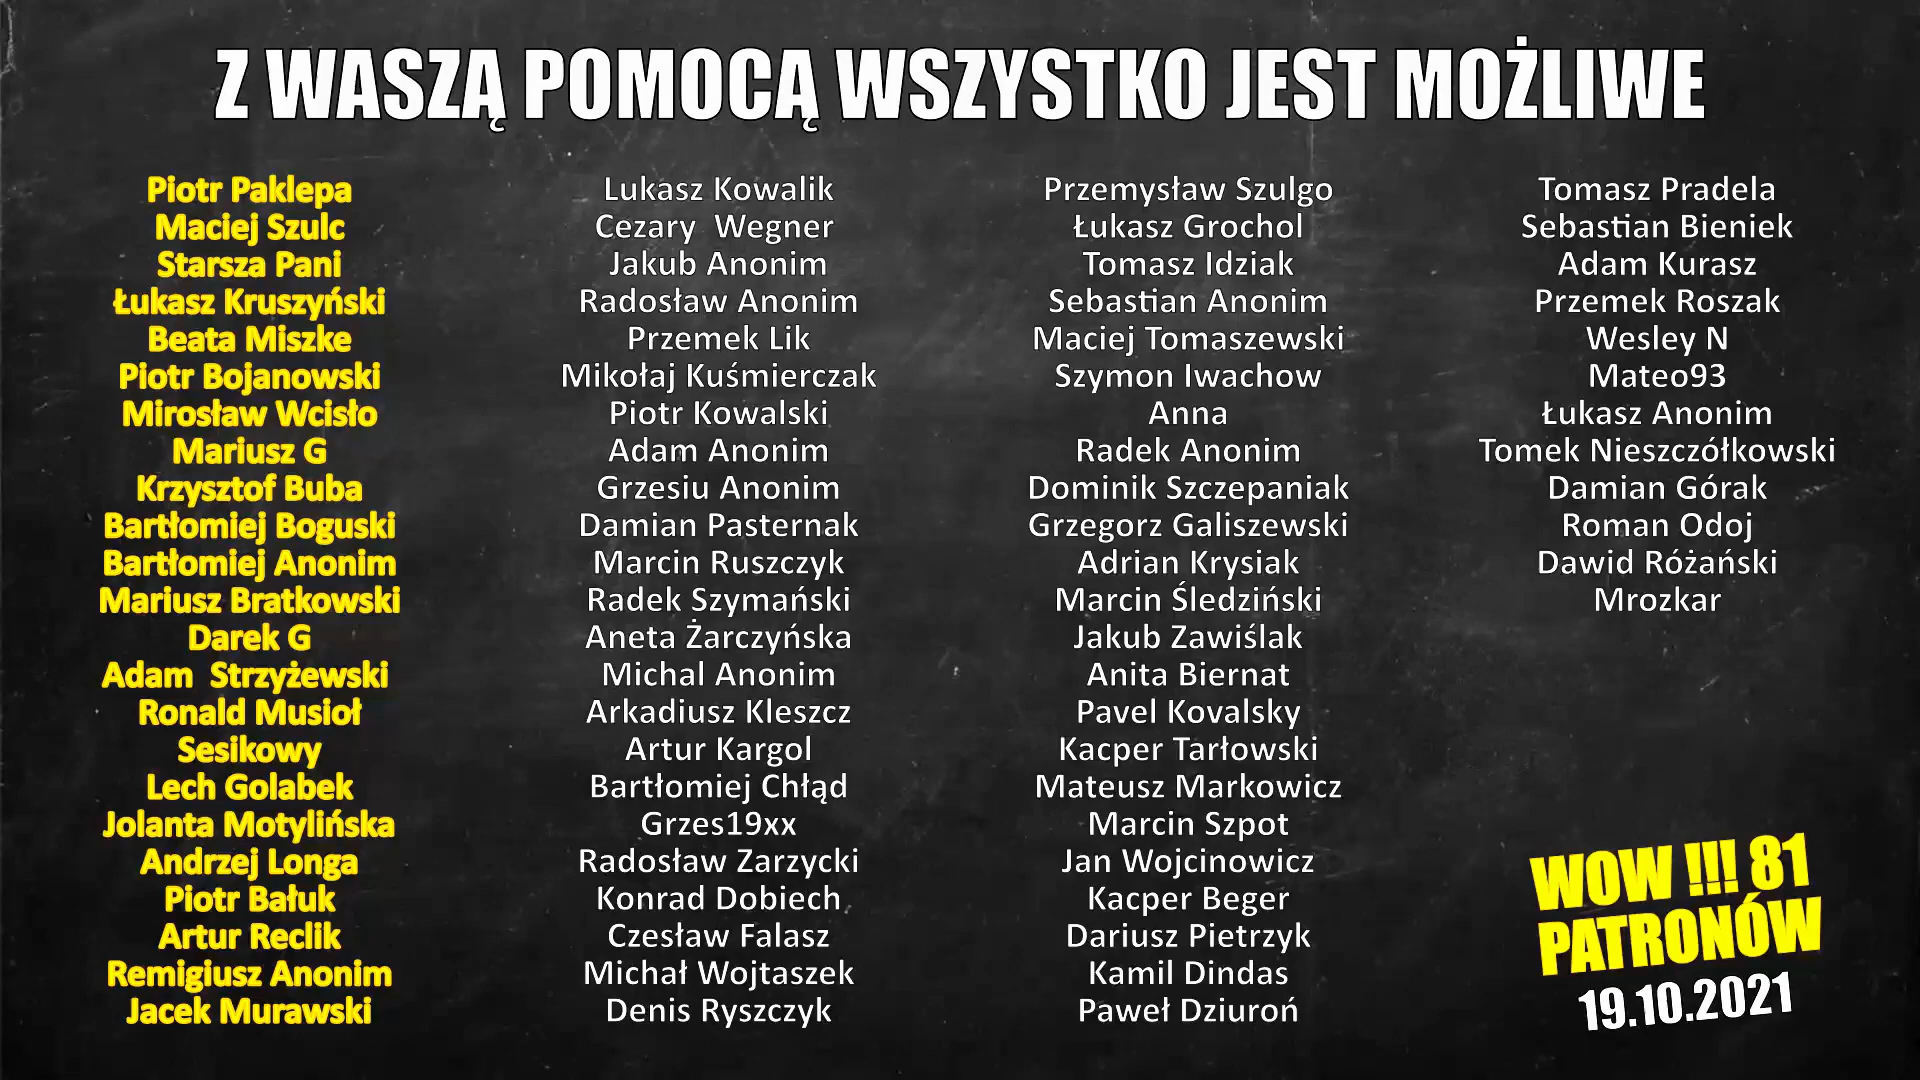 Z WASZĄ POMOCĄ WSZYSTKO JEST MOŻLIWE
Piotr Paklepa
Maciej Szulc
Starsza Pani
Łukasz Kruszyński
Beata Miszke
Piotr Bojanowski
Mirosław Wcisło
Mariusz G
Krzysztof Buba
Bartłomiej Boguski
Bartłomiej Anonim
Mariusz Bratkowski
Darek G
Adam  Strzyżewski
Ronald Musioł
Sesikowy
Lech Golabek
Jolanta Motylińska
Andrzej Longa
Piotr Bałuk
Artur Reclik
Remigiusz Anonim
Jacek Murawski
Lukasz Kowalik
Cezary  Wegner
Jakub Anonim
Radosław Anonim
Przemek Lik
Mikołaj Kuśmierczak
Piotr Kowalski
Adam Anonim
Grzesiu Anonim
Damian Pasternak
Marcin Ruszczyk
Radek Szymański
Aneta Żarczyńska
Michal Anonim
Arkadiusz Kleszcz
Artur Kargol
Bartłomiej Chłąd
Grzes19xx
Radosław Zarzycki
Konrad Dobiech
Czesław Falasz
Michał Wojtaszek
Denis Ryszczyk
Przemysław Szulgo
Łukasz Grochol
Tomasz Idziak
Sebastian Anonim
Maciej Tomaszewski
Szymon Iwachow
Anna
Radek Anonim
Dominik Szczepaniak
Grzegorz Galiszewski
Adrian Krysiak
Marcin Śledziński
Jakub Zawiślak
Anita Biernat
Pavel Kovalsky
Kacper Tarłowski
Mateusz Markowicz
Marcin Szpot
Jan Wojcinowicz
Kacper Beger
Dariusz Pietrzyk
Kamil Dindas
Paweł Dziuroń
Tomasz Pradela
Sebastian Bieniek
Adam Kurasz
Przemek Roszak
Wesley N
Mateo93
Łukasz Anonim
Tomek Nieszczółkowski
Damian Górak
Roman Odoj
Dawid Różański
Mrozkar
WOW !!! 81
PATRONÓW
19.10.2021